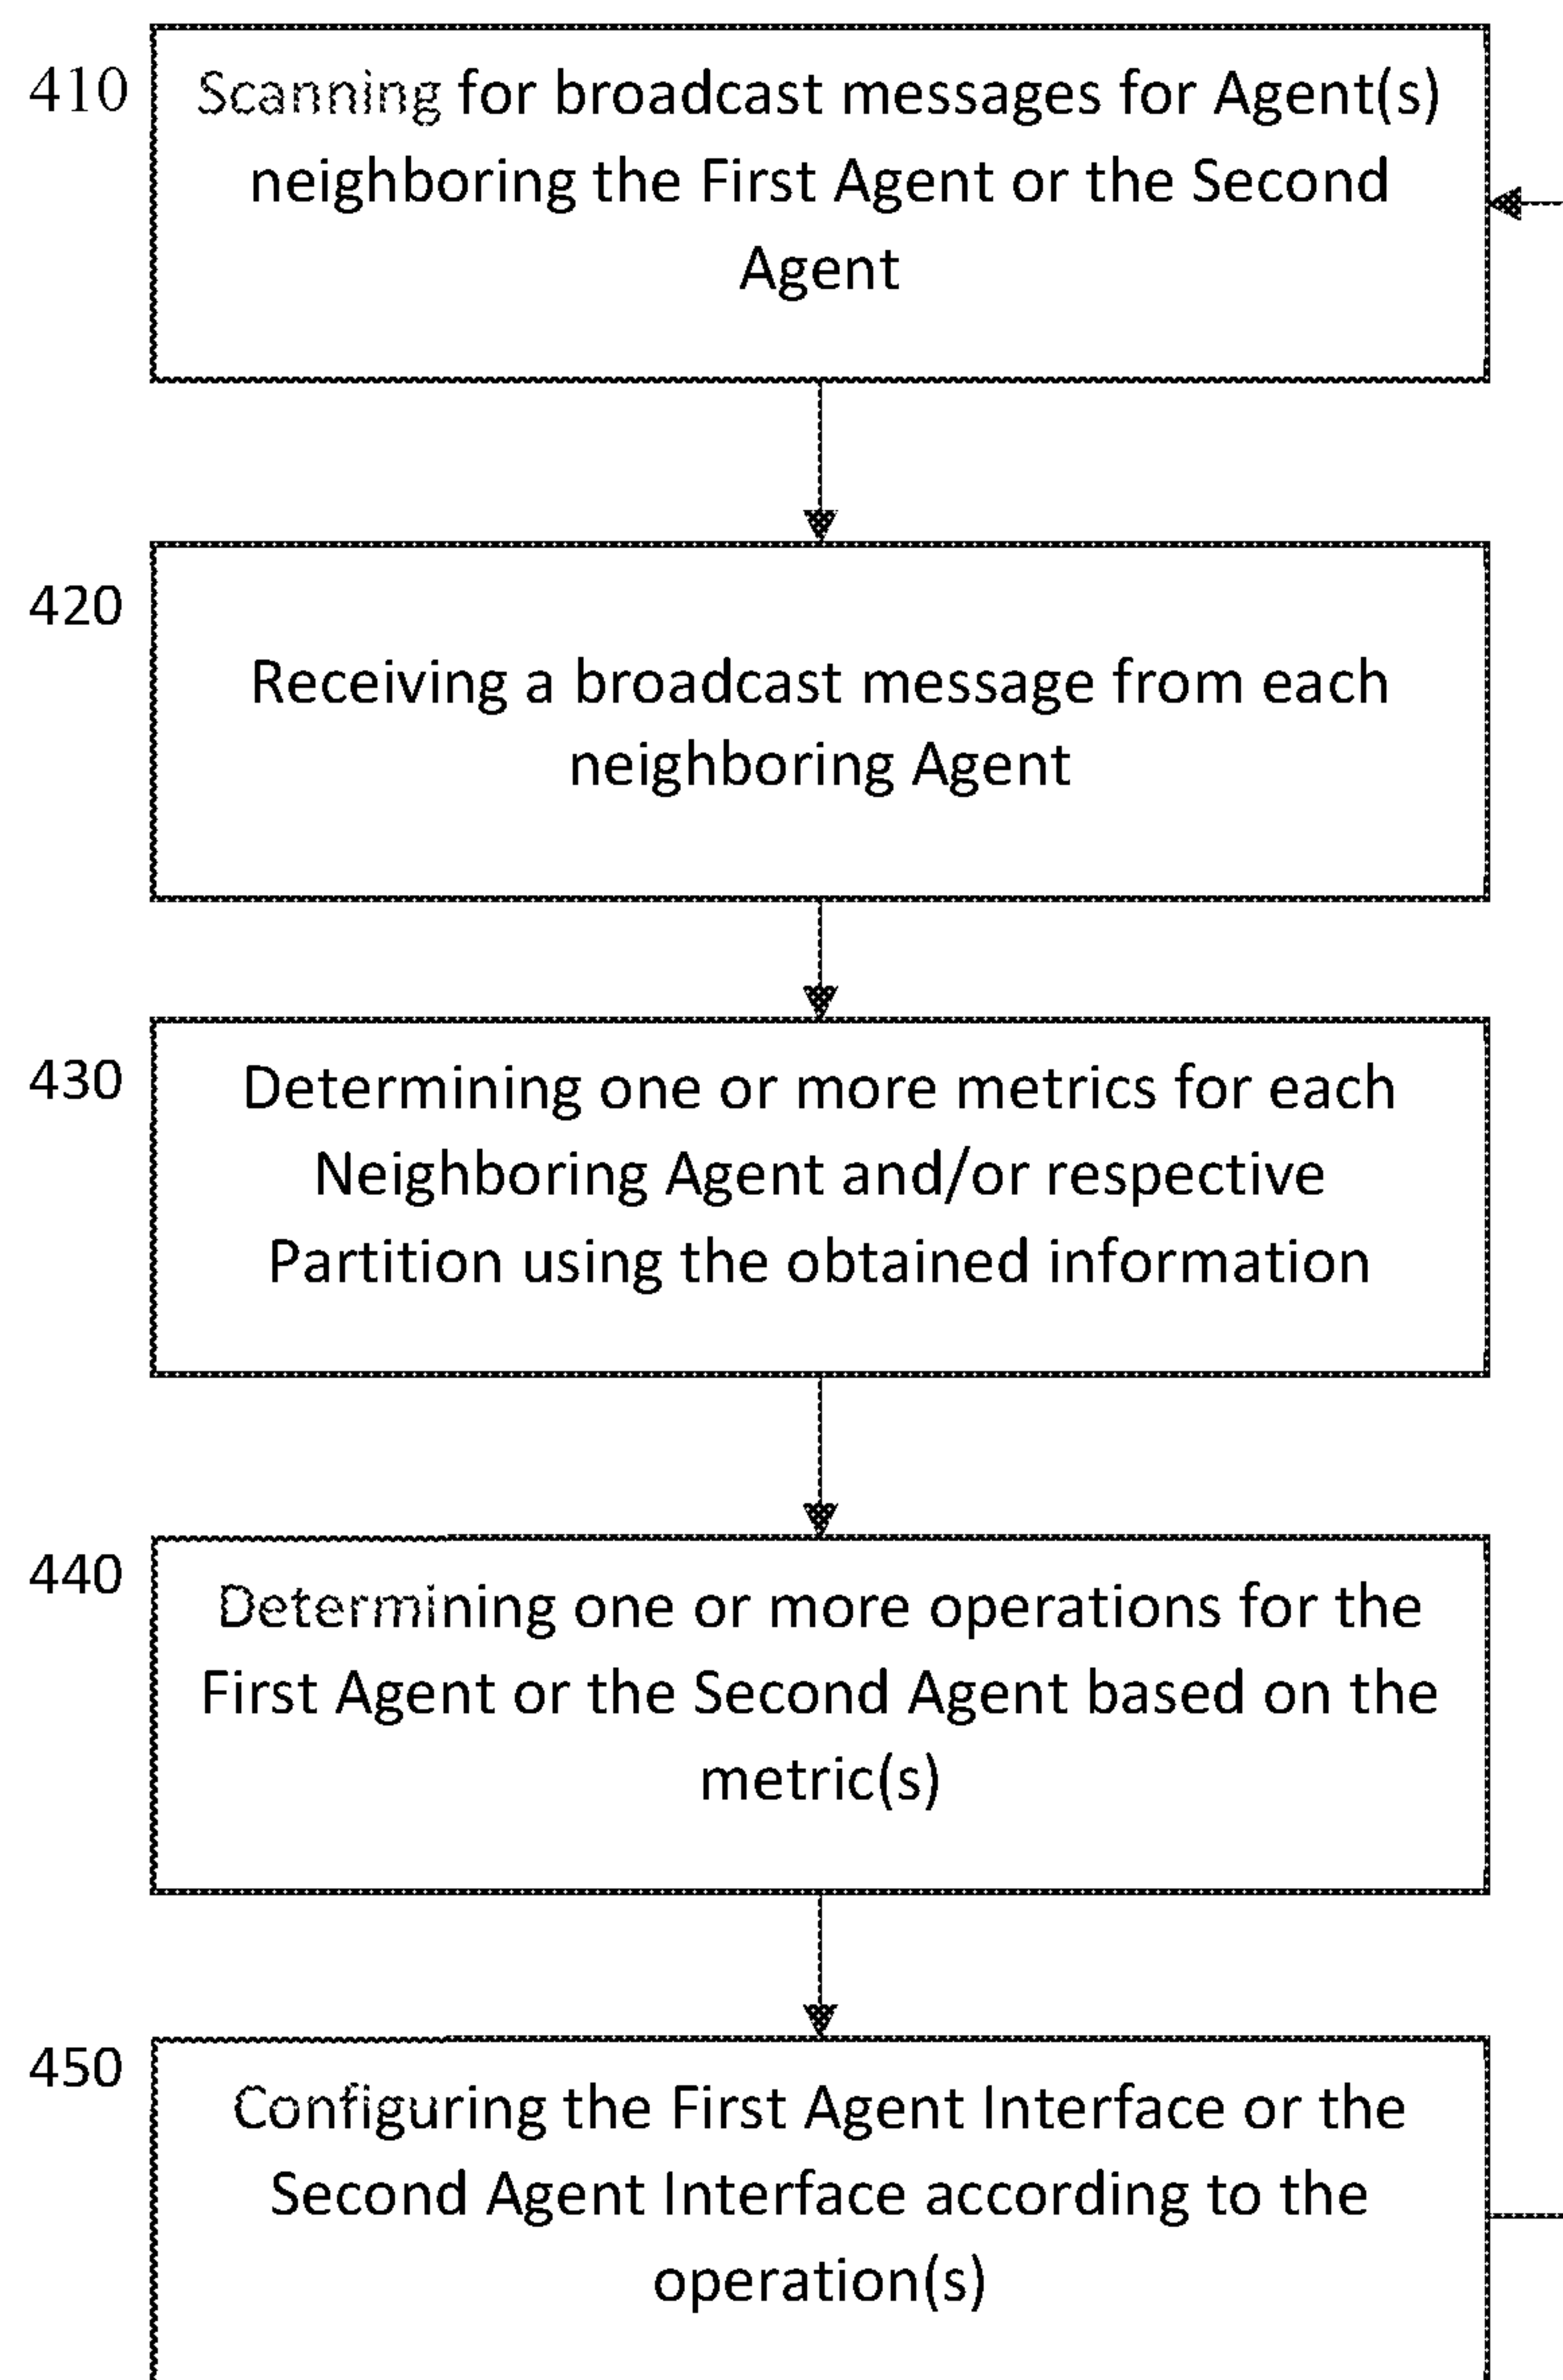 410
Scanning for broadcast messages for Agent(s)
neighboring the First Agent or the Second
Agent
420
Receiving a broadcast message from each
neighboring Agent
430
Determining one or more metrics for each
Neighboring Agent and/or respective
Partition using the obtained information
440
Determining one or more operations for the
First Agent or the Second Agent based on the
metric(s)
450
Configuring the First Agent Interface or the
Second Agent Interface according to the
operation(s)